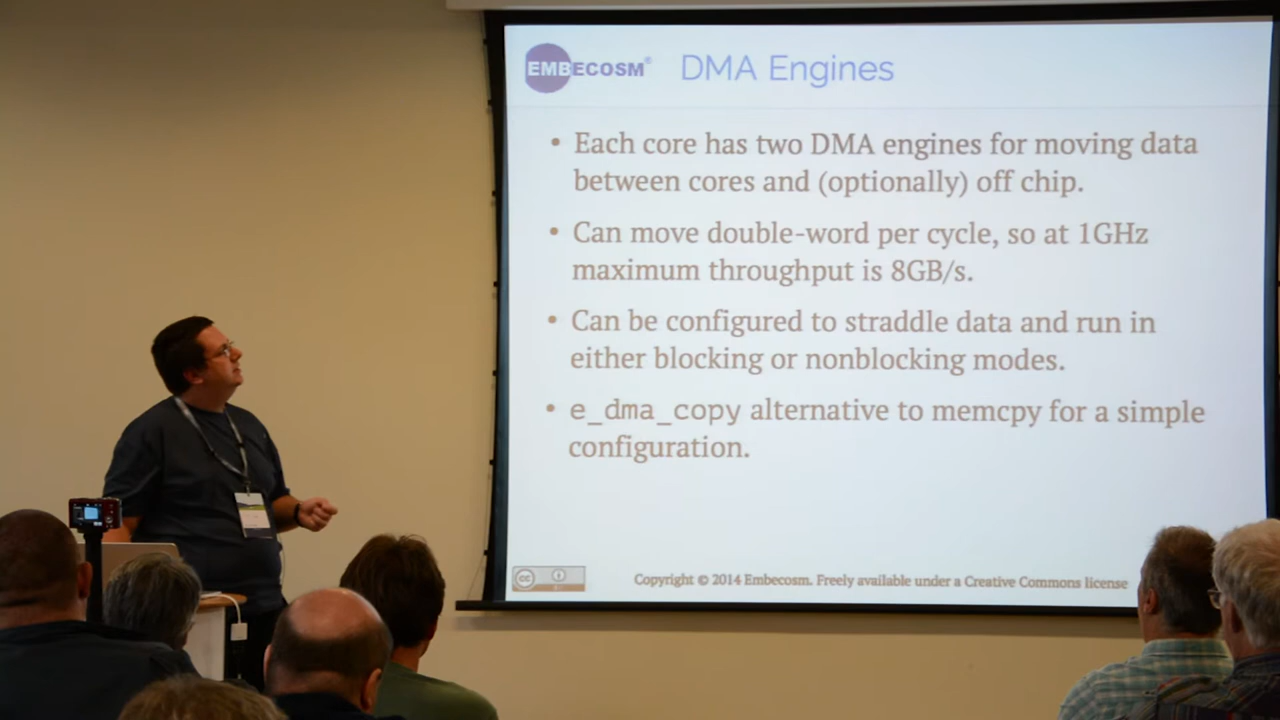 EMBECOSM®
DMA Engines
• Each core has two DMA engines for moving data
between cores and (optionally) off chip.
• Can move double-word per cycle, so at 1GHz
maximum throughput is 8GB/s.
• Can be configured to straddle data and run in
either blocking or nonblocking modes.
• e_dma_copy alternative to memcpy for a simple
configuration.
cc
Copyright © 2014 Embecosm. Freely available under a Creative Commons license